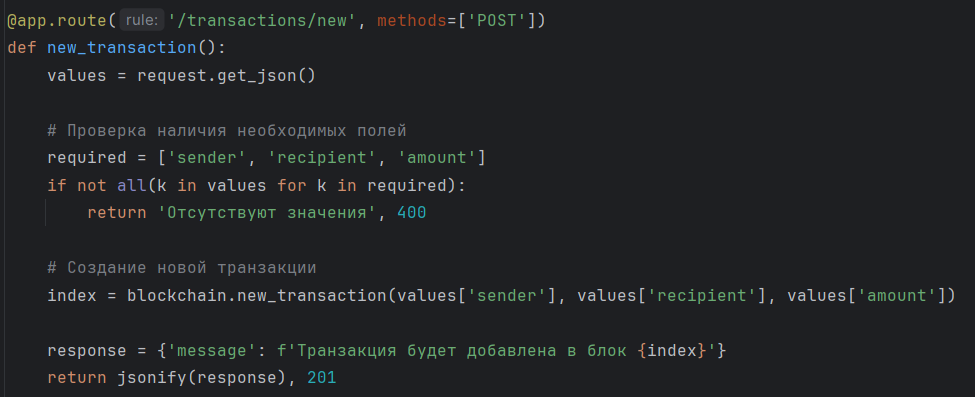 @app.route( rule: '/transactions/new', methods=['POST'])
def new_transaction():
    values = request.get_json()
    # Проверка наличия необходимых полей
    required = ['sender', 'recipient', 'amount']
    if not all(k in values for k in required):
        return 'Отсутствуют значения', 400
    # Создание новой транзакции
    index = blockchain.new_transaction(values['sender'], values['recipient'], values['amount'])
    response = {'message': f'Транзакция будет добавлена в блок {index}'}
    return jsonify(response), 201